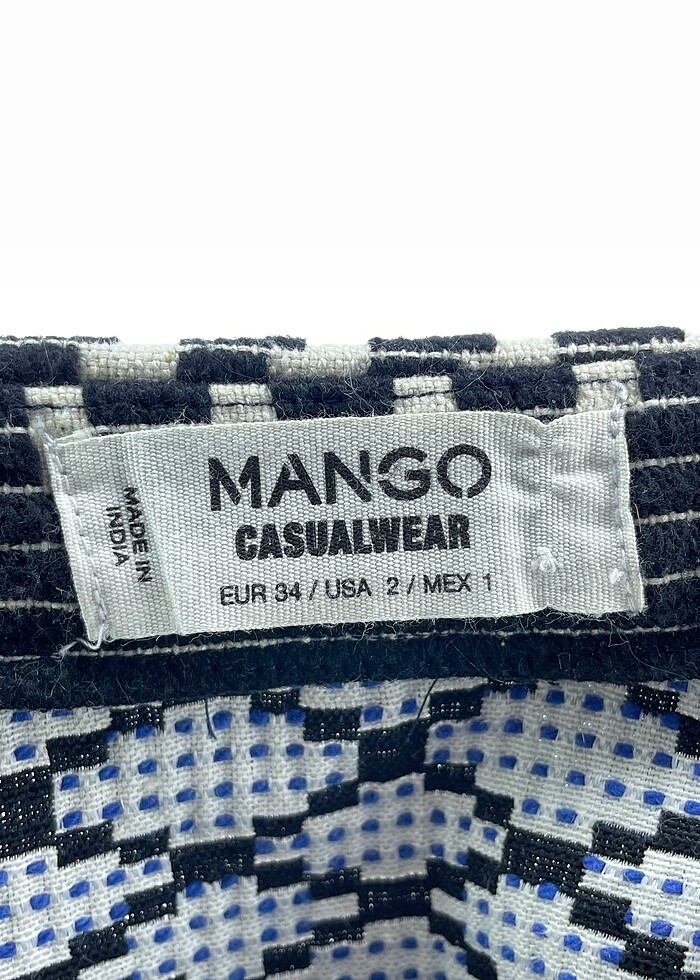 MANGO
CASUALWEAR
EUR 34 / USA 2 / MEX 1
MADE IN
INDIA